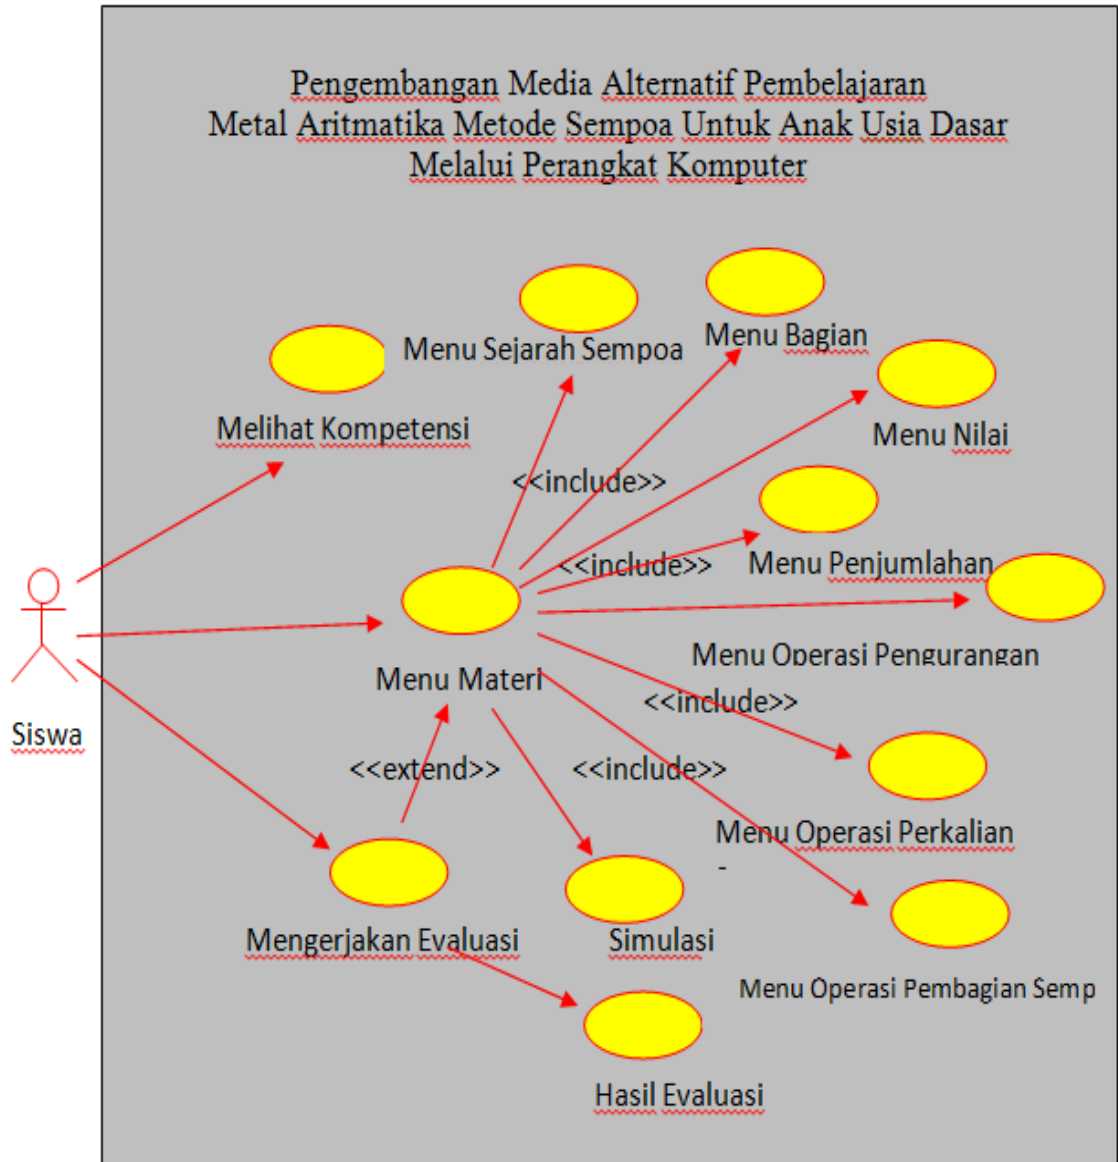 Pengembangan Media Alternatif Pembelajaran
Metal Aritmatika Metode Sempoa Untuk Anak Usia Dasar
Melalui Perangkat Komputer
Menu Bagian
Menu Sejarah Sempoa
Melihat Kompetensi
Menu Nilai
<<include>>
<<include>>
Menu Penjumlahan
Menu Operasi Pengurangan
Menu Materi
<<include>>
Siswa
<<extend>>
<<include>>
Menu Operasi Perkalian
-
Mengerjakan Evaluasi
Simulasi
Menu Operasi Pembagian Semp
Hasil Evaluasi